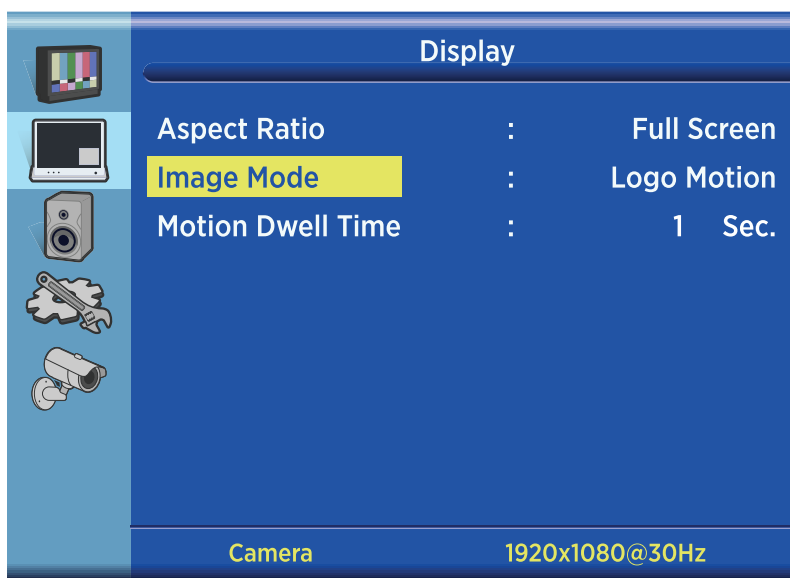 Display
Aspect Ratio : Full Screen
Image Mode : Logo Motion
Motion Dwell Time : 1 Sec.
Camera 1920x1080@30Hz